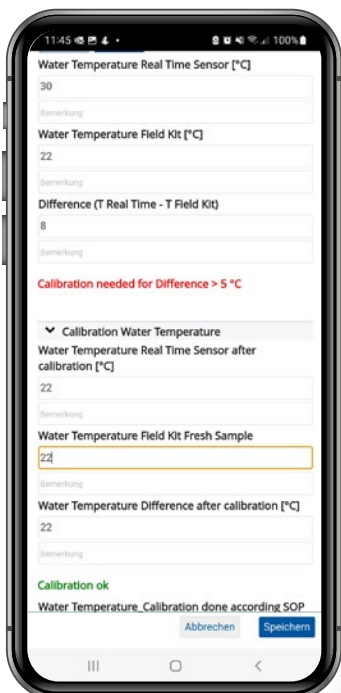 11:45
100%
Water Temperature Real Time Sensor [°C]
30
Bemerkung
Water Temperature Field Kit [°C]
22
Bemerkung
Difference (T Real Time - T Field Kit)
8
Bemerkung
Calibration needed for Difference > 5 °C
Calibration Water Temperature
Water Temperature Real Time Sensor after
calibration [°C]
22
Bemerkung
Water Temperature Field Kit Fresh Sample
22
Bemerkung
Water Temperature Difference after calibration [°C]
22
Bemerkung
Calibration ok
Water Temperature_Calibration done according SOP
Abbrechen Speichern